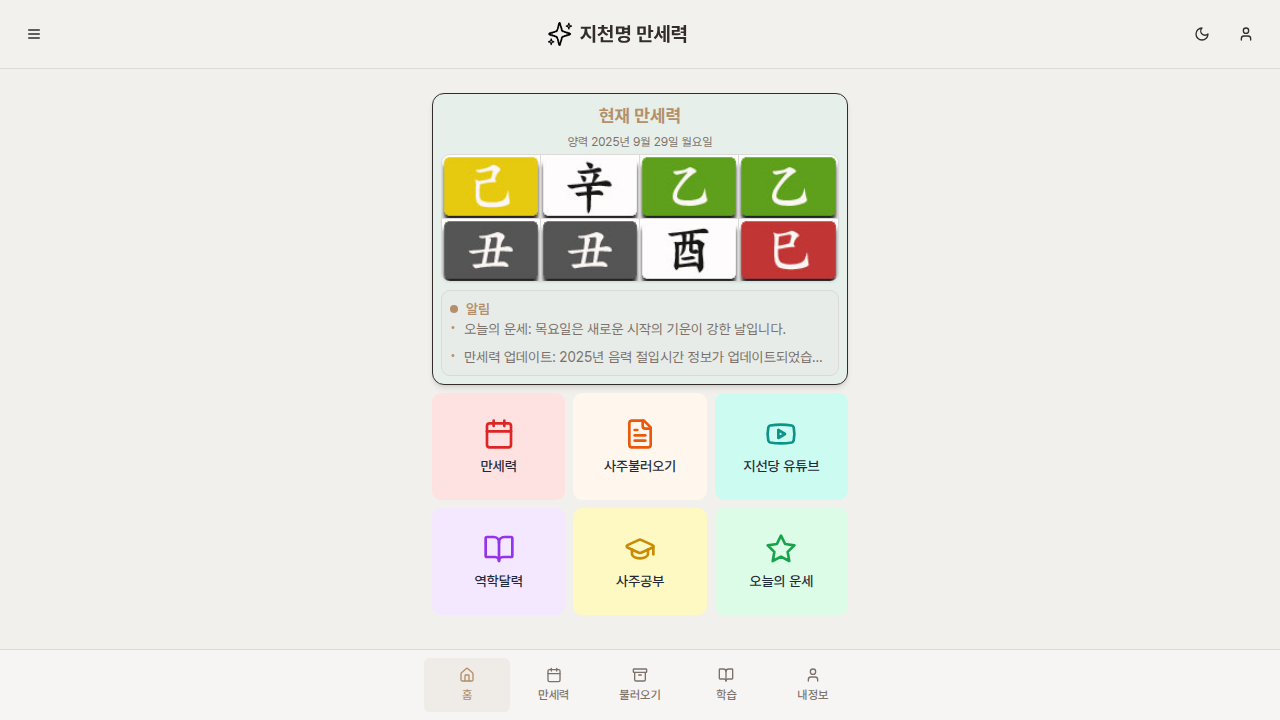 지천명 만세력
현재 만세력
양력 2025년 9월 29일 월요일
己 辛 乙 乙
丑 丑 酉 巳
알림
• 오늘의 운세: 목요일은 새로운 시작의 기운이 강한 날입니다.
• 만세력 업데이트: 2025년 음력 절입시간 정보가 업데이트되었습...
만세력 사주불러오기 지선당 유튜브
역학달력 사주공부 오늘의 운세
홈 만세력 불러오기 학습 내정보